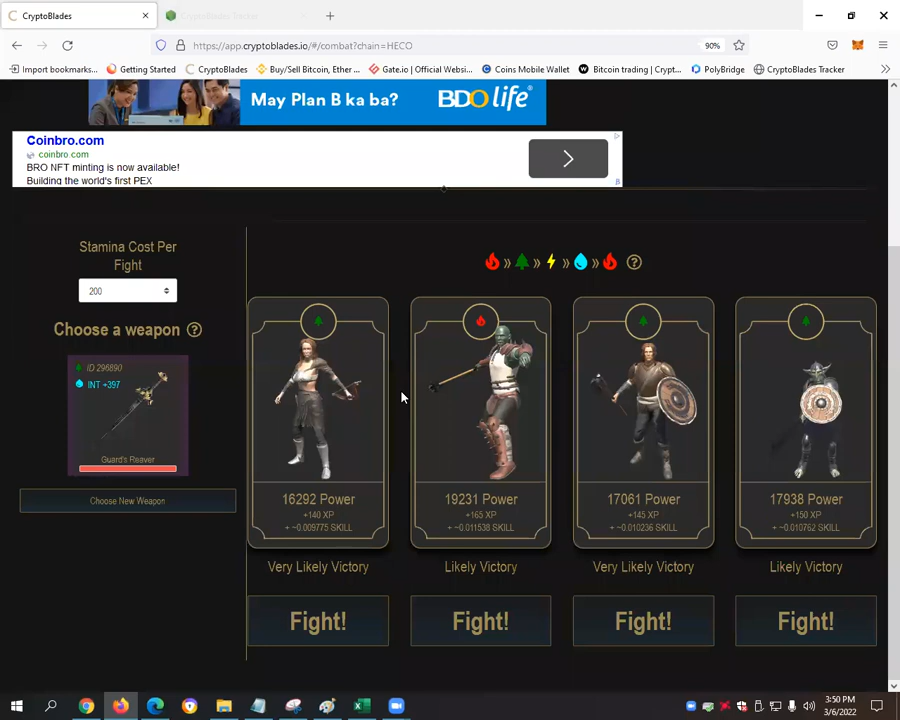 CryptoBlades
CryptoBlades Tracker
https://app.cryptoblades.io/#/combat?chain=HECO
90%
Import bookmarks...
Getting Started
CryptoBlades
Buy/Sell Bitcoin, Ether ...
Gate.io | Official Websi...
Coins Mobile Wallet
Bitcoin trading | Crypt...
PolyBridge
CryptoBlades Tracker
May Plan B ka ba?
BDO life
Coinbro.com
coinbro.com
BRO NFT minting is now available!
Building the world's first PEX
Stamina Cost Per
Fight
200
Choose a weapon
ID 296890
INT +397
Guard's Reaver
Choose New Weapon
16292 Power
+140 XP
+ ~0.009775 SKILL
Very Likely Victory
Fight!
19231 Power
+165 XP
+ ~0.011538 SKILL
Likely Victory
Fight!
17061 Power
+145 XP
+ ~0.010236 SKILL
Very Likely Victory
Fight!
17938 Power
+150 XP
+ ~0.010762 SKILL
Likely Victory
Fight!
3:50 PM
3/6/2022